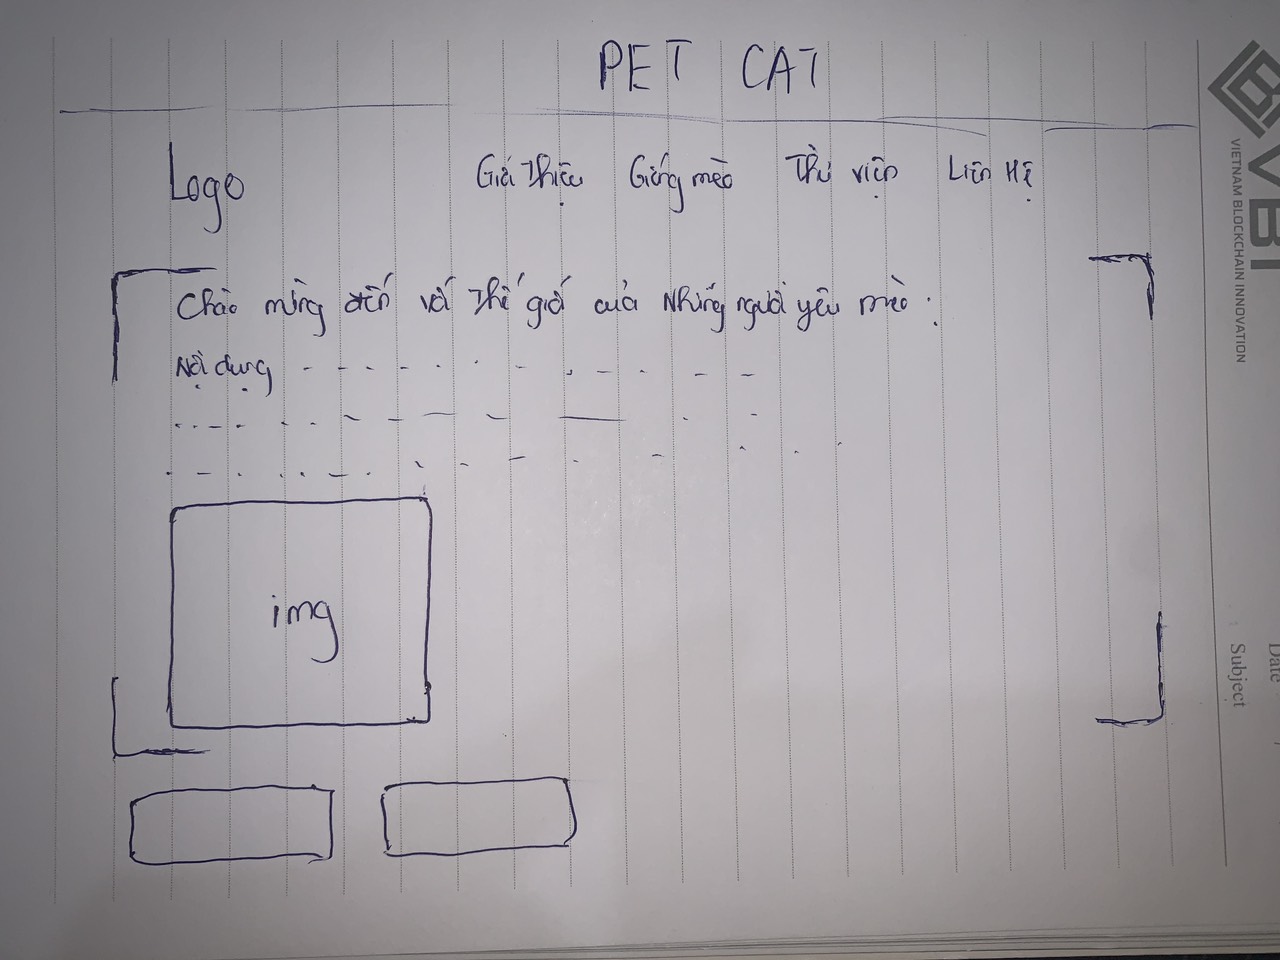 PET CAT
Logo Giới Thiệu Giống mèo Thư viện Liên Hệ
Chào mừng đến với Thế giới của Những người yêu mèo.
Nội dung
img
VBI
VIETNAM BLOCKCHAIN INNOVATION
Date
Subject